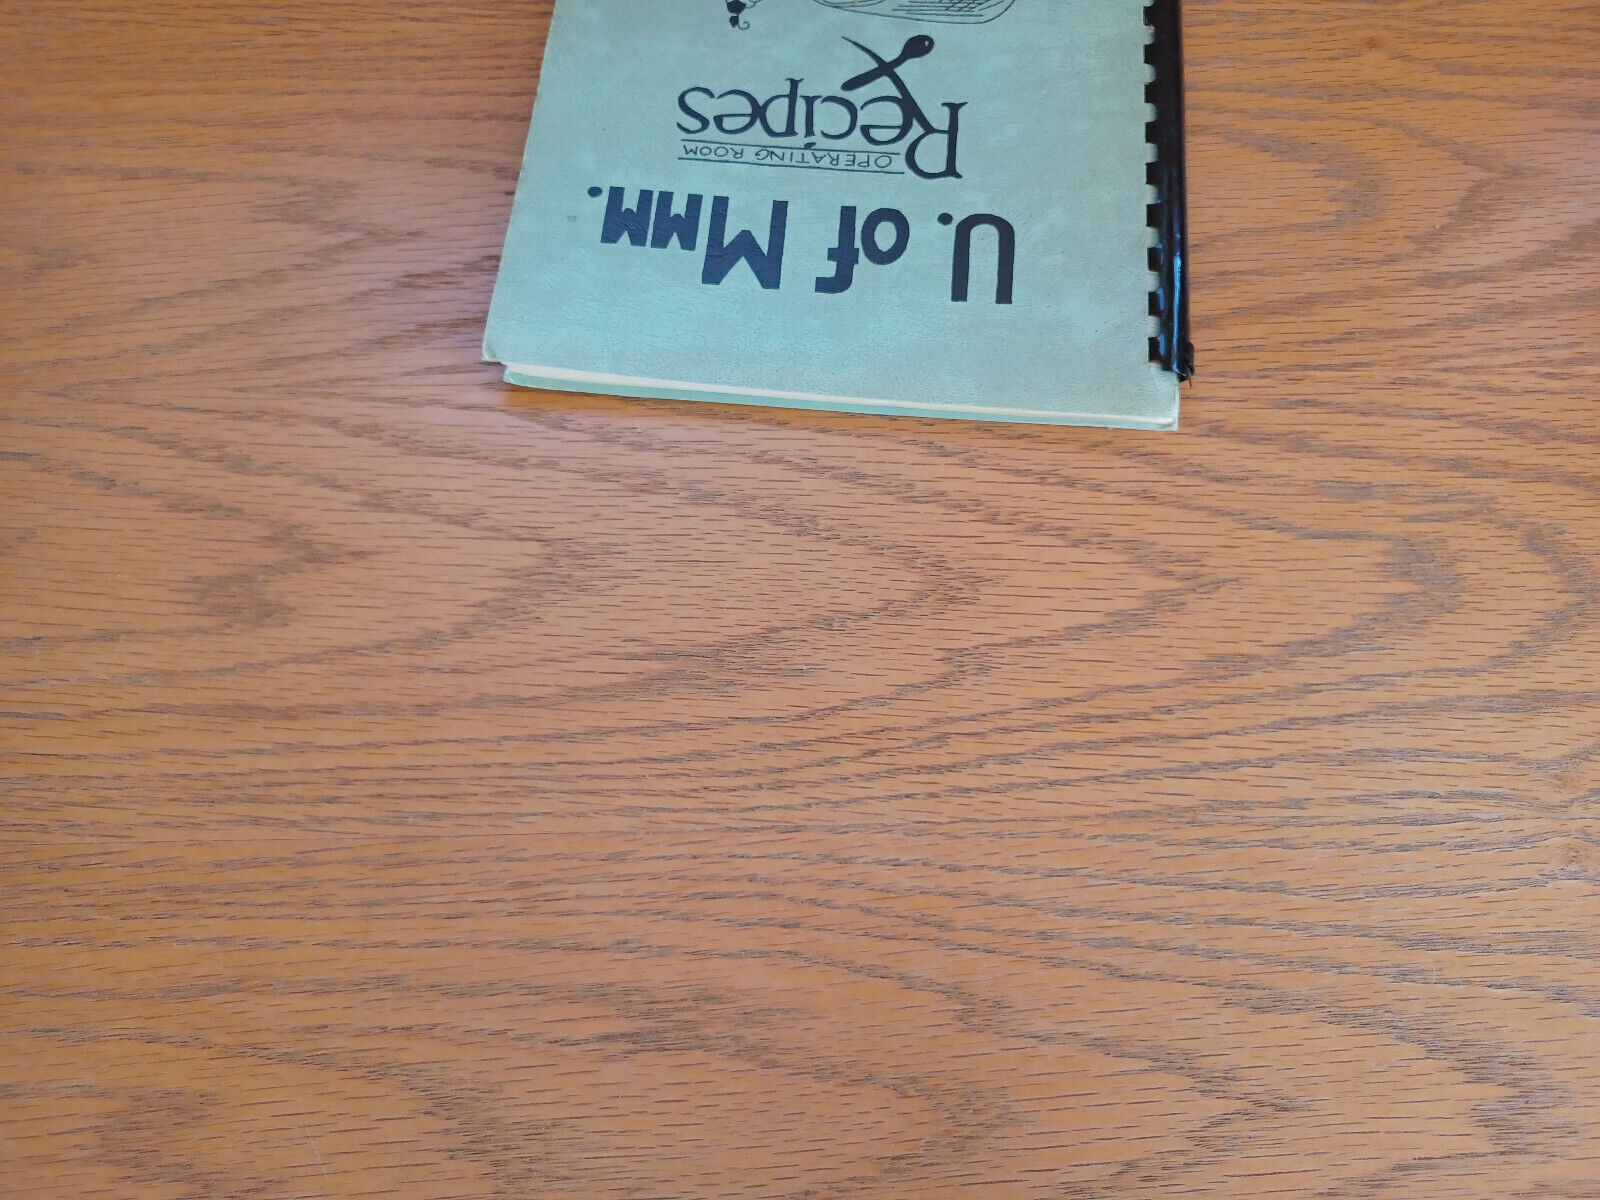 U. of Mmm.
OPERATING ROOM
Recipes